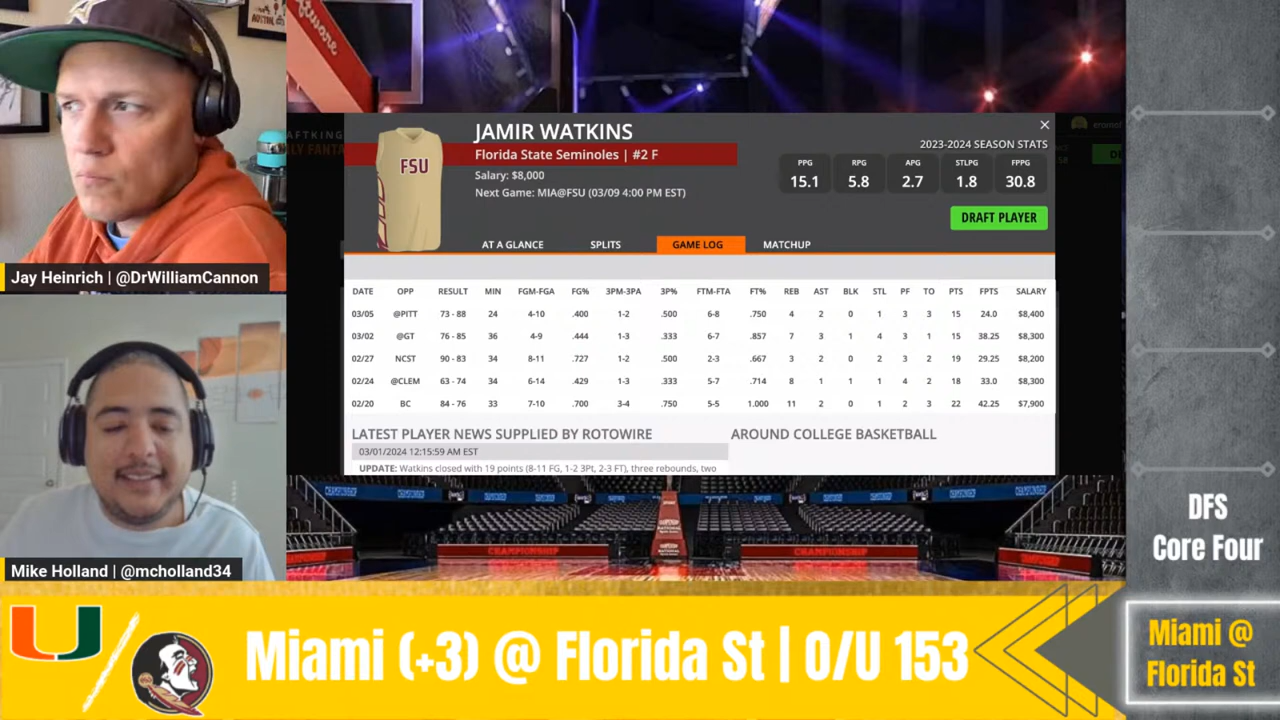 JAMIR WATKINS
Florida State Seminoles | #2 F
Salary: $8,000
Next Game: MIA@FSU (03/09 4:00 PM EST)
FSU
2023-2024 SEASON STATS
PPG RPG APG STLPG FPPG
15.1 5.8 2.7 1.8 30.8
DRAFT PLAYER
AT A GLANCE SPLITS GAME LOG MATCHUP
DATE OPP RESULT MIN FGM-FGA FG% 3PM-3PA 3P% FTM-FTA FT% REB AST BLK STL PF TO PTS FPTS SALARY
03/05 @PITT 73 - 88 24 4-10 .400 1-2 .500 6-8 .750 4 2 0 1 3 3 15 24.0 $8,400
03/02 @GT 76 - 85 36 4-9 .444 1-3 .333 6-7 .857 7 3 1 4 3 1 15 38.25 $8,300
02/27 NCST 90 - 83 34 8-11 .727 1-2 .500 2-3 .667 3 2 0 2 3 2 19 29.25 $8,200
02/24 @CLEM 63 - 74 34 6-14 .429 1-3 .333 5-7 .714 8 1 1 1 4 2 18 33.0 $8,300
02/20 BC 84 - 76 33 7-10 .700 3-4 .750 5-5 1.000 11 2 0 1 2 3 22 42.25 $7,900
LATEST PLAYER NEWS SUPPLIED BY ROTOWIRE
AROUND COLLEGE BASKETBALL
03/01/2024 12:15:59 AM EST
UPDATE: Watkins closed with 19 points (8-11 FG, 1-2 3Pt, 2-3 FT), three rebounds, two
Jay Heinrich | @DrWilliamCannon
Mike Holland | @mcholland34
CHAMPIONSHIP
CHAMPIONSHIP
DFS
Core Four
Miami (+3) @ Florida St | O/U 153
Miami @
Florida St